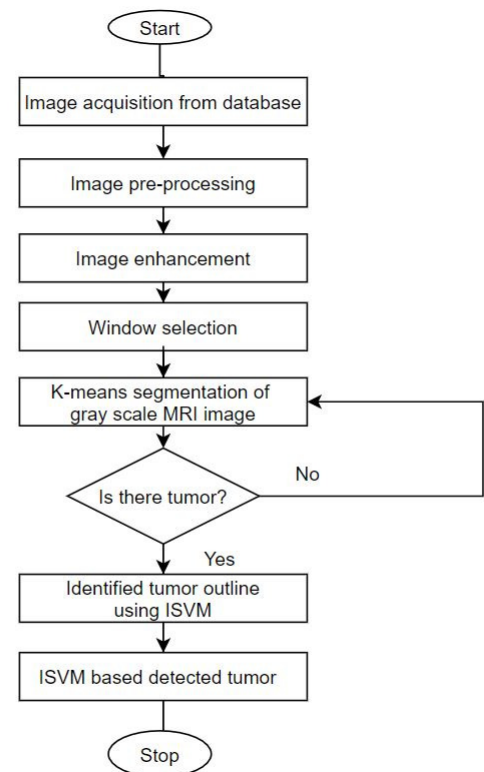 Start
Image acquisition from database
Image pre-processing
Image enhancement
Window selection
K-means segmentation of
gray scale MRI image
No
Is there tumor?
Yes
Identified tumor outline
using ISVM
ISVM based detected tumor
Stop